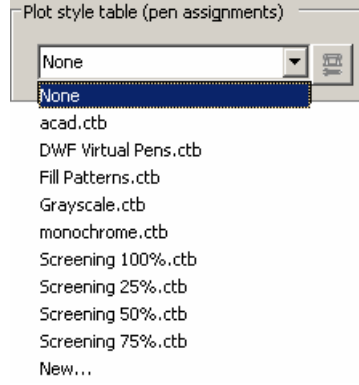 Plot style table (pen assignments)
None
None
acad.ctb
DWF Virtual Pens.ctb
Fill Patterns.ctb
Grayscale.ctb
monochrome.ctb
Screening 100%.ctb
Screening 25%.ctb
Screening 50%.ctb
Screening 75%.ctb
New...